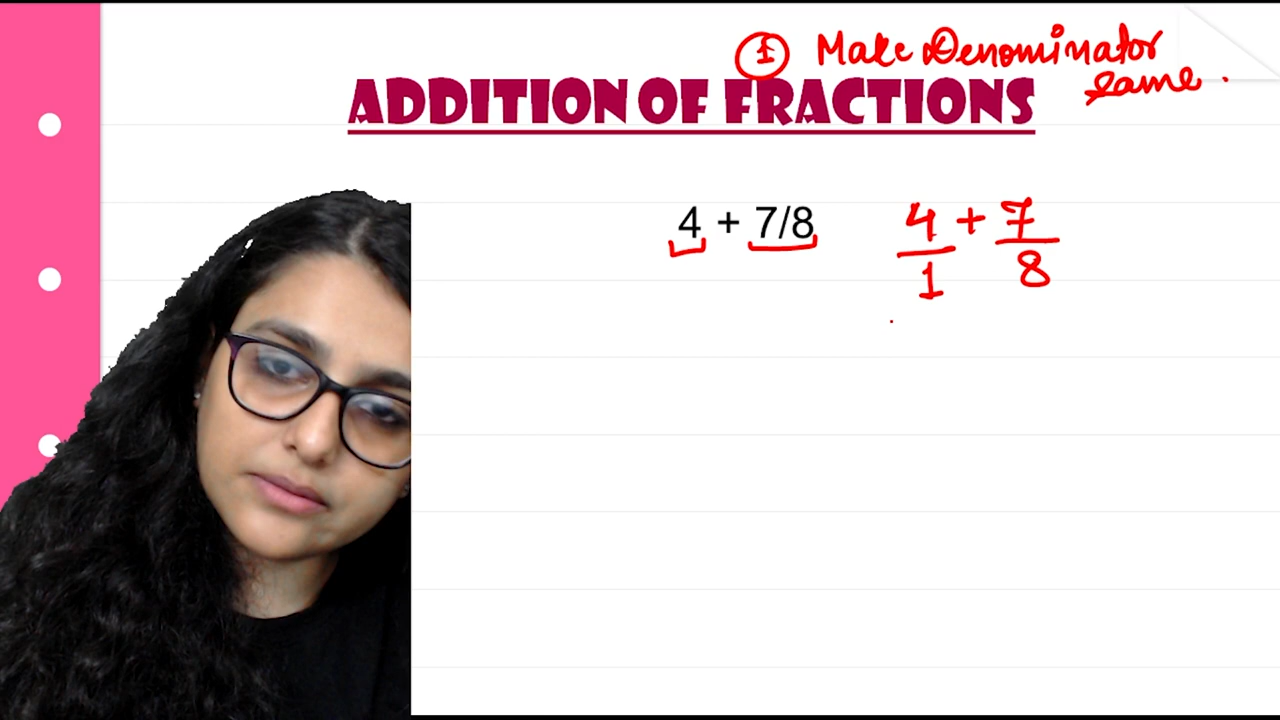 ① Make Denominator
same.
ADDITION OF FRACTIONS
4 + 7/8
4/1 + 7/8